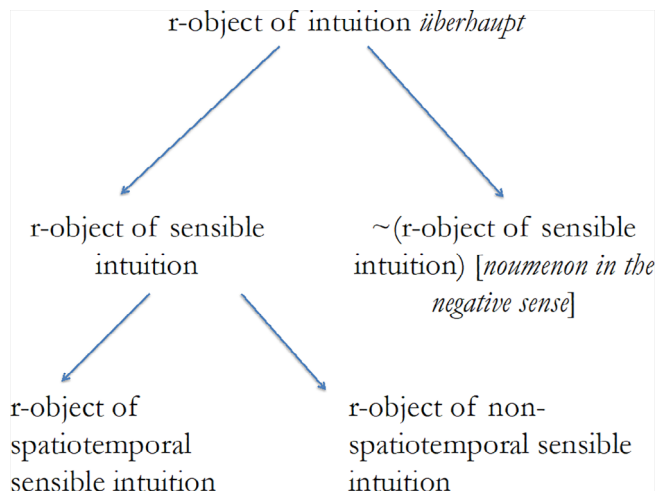 r-object of intuition überhaupt
r-object of sensible
intuition
~(r-object of sensible
intuition) [noumenon in the
negative sense]
r-object of
spatiotemporal
sensible intuition
r-object of non-
spatiotemporal sensible
intuition